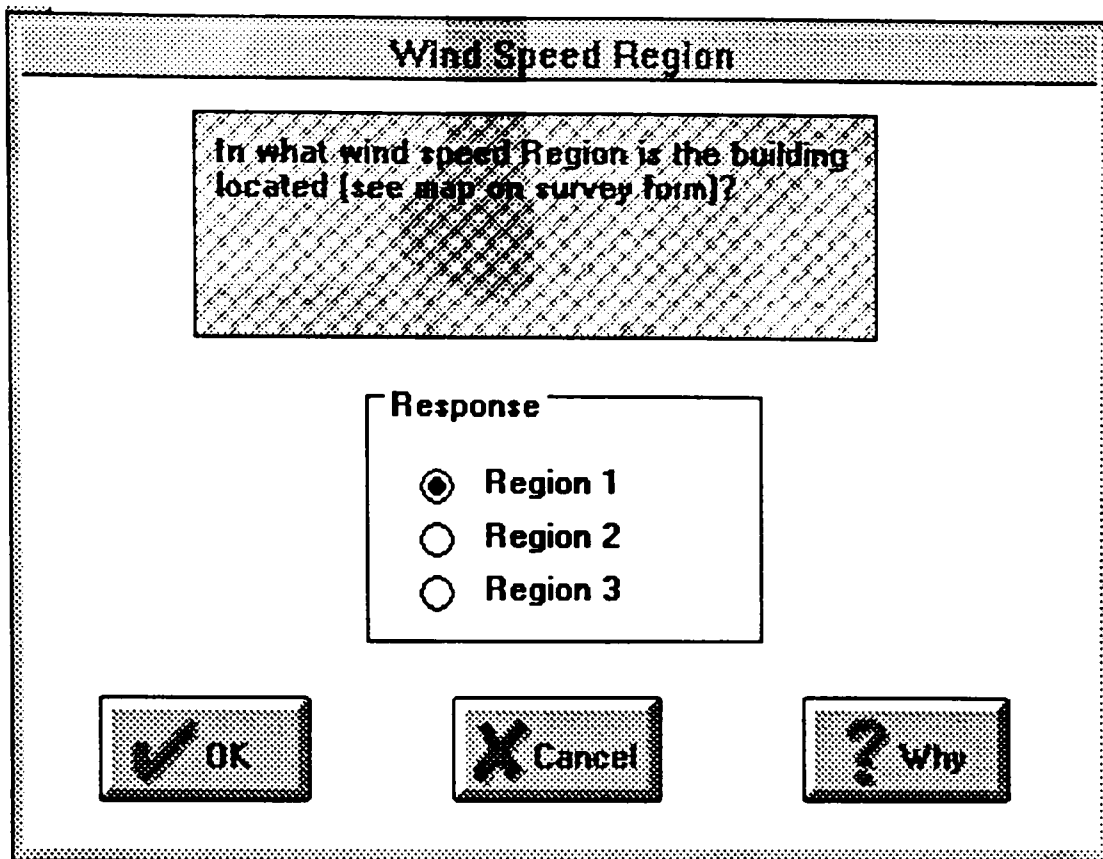 Wind Speed Region
In what wind speed Region is the building
located [see map on survey form]?
Response
Region 1
Region 2
Region 3
OK
Cancel
Why